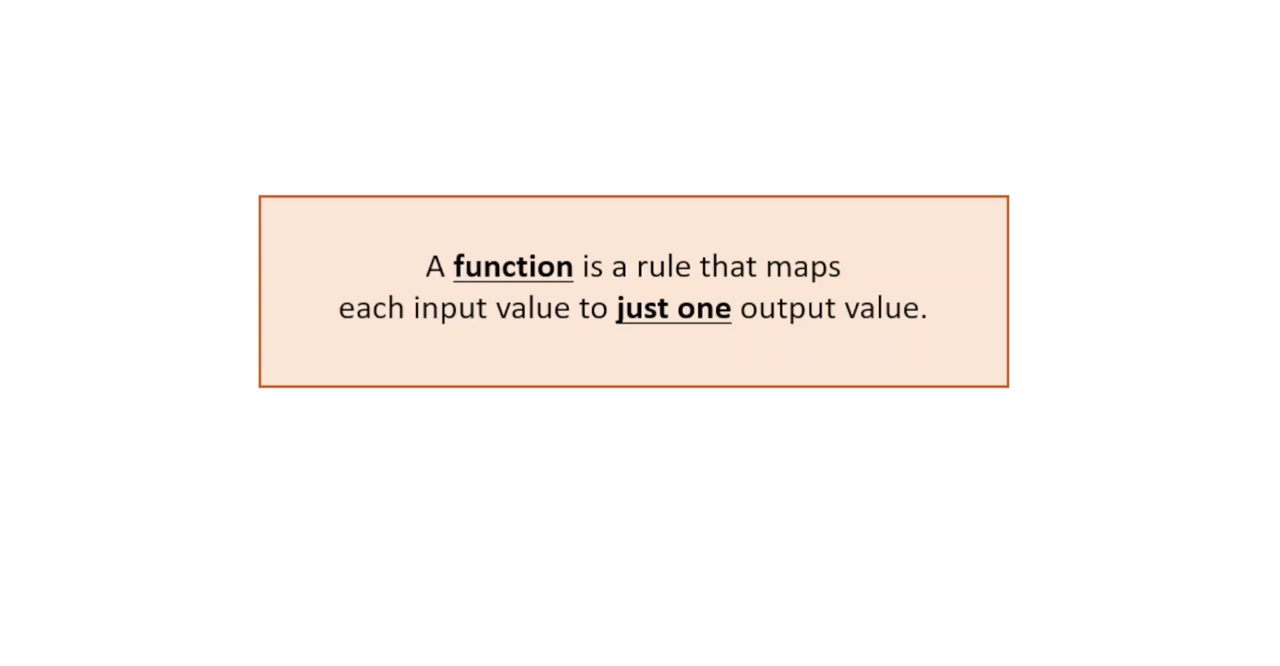 A function is a rule that maps
each input value to just one output value.